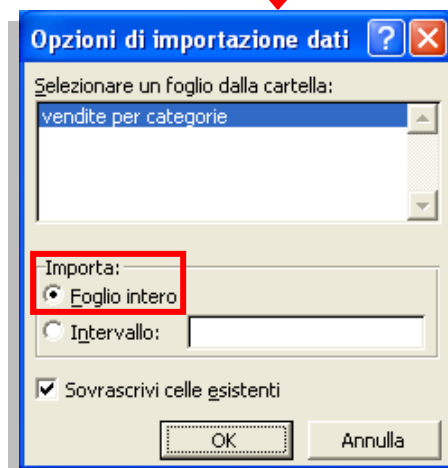 Opzioni di importazione dati
Selezionare un foglio dalla cartella:
vendite per categorie
Importa:
Foglio intero
Intervallo:
Sovrascrivi celle esistenti
OK Annulla